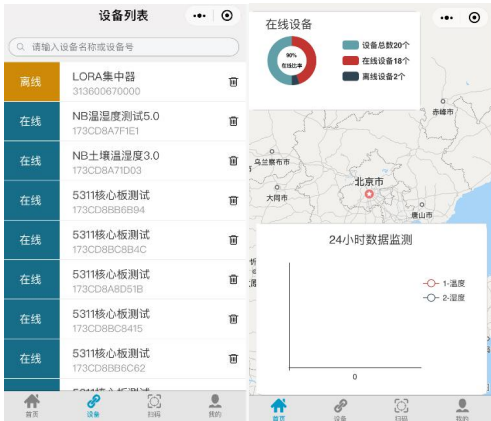 设备列表
请输入设备名称或设备号
离线
LORA集中器
313600670000
在线
NB温湿度测试5.0
173CD8A7F1E1
在线
NB土壤温湿度3.0
173CD8A71D03
在线
5311核心板测试
173CD8BB6B94
在线
5311核心板测试
173CD8BC8B4C
在线
5311核心板测试
173CD8A8D51B
在线
5311核心板测试
173CD8BC8415
在线
5311核心板测试
173CD8BB6C62
首页
设备
扫码
我的
在线设备
90%
在线比率
设备总数20个
在线设备18个
离线设备2个
赤峰市
乌兰察布市
北京市
大同市
唐山市
24小时数据监测
1-温度
2-湿度
0
首页
设备
扫码
我的